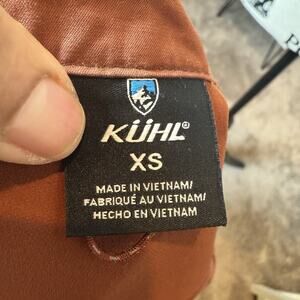 KÜHL®
XS
MADE IN VIETNAM/
FABRIQUÉ AU VIETNAM/
HECHO EN VIETNAM